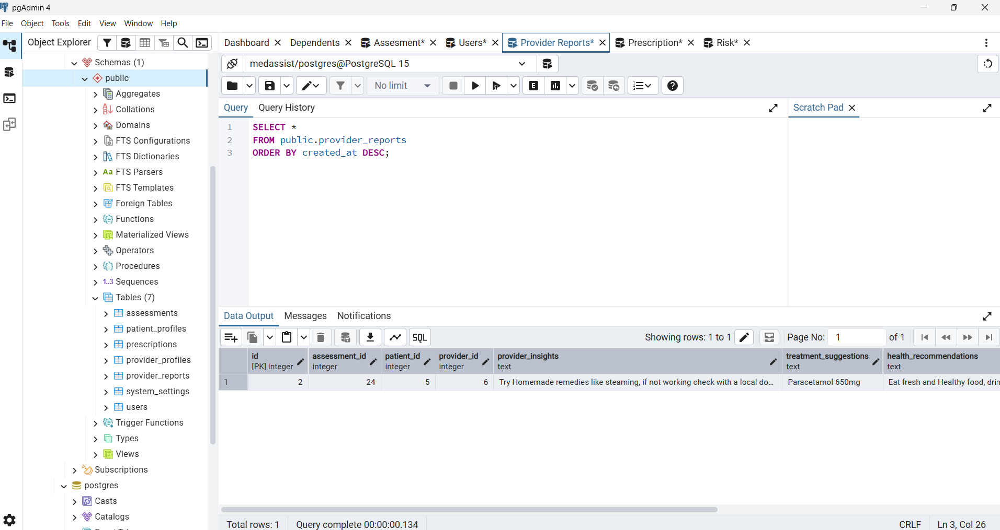 pgAdmin 4
File Object Tools Edit View Window Help
Object Explorer
Dashboard Dependents Assesment* Users* Provider Reports* Prescription* Risk*
medassist/postgres@PostgreSQL 15
No limit
E
Schemas (1)
public
Aggregates
Collations
Domains
FTS Configurations
FTS Dictionaries
Aa FTS Parsers
FTS Templates
Foreign Tables
Functions
Materialized Views
Operators
Procedures
1..3 Sequences
Tables (7)
assessments
patient_profiles
prescriptions
provider_profiles
provider_reports
system_settings
users
Trigger Functions
Types
Views
Subscriptions
postgres
Casts
Catalogs
Query Query History
Scratch Pad
1 SELECT *
2 FROM public.provider_reports
3 ORDER BY created_at DESC;
Data Output Messages Notifications
SQL
Showing rows: 1 to 1
Page No: 1 of 1
id assessment_id patient_id provider_id provider_insights treatment_suggestions health_recommendations
[PK] integer integer integer integer text text text
1 2 24 5 6 Try Homemade remedies like steaming, if not working check with a local do... Paracetamol 650mg Eat fresh and Healthy food, drin
Total rows: 1 Query complete 00:00:00.134
CRLF Ln 3, Col 26